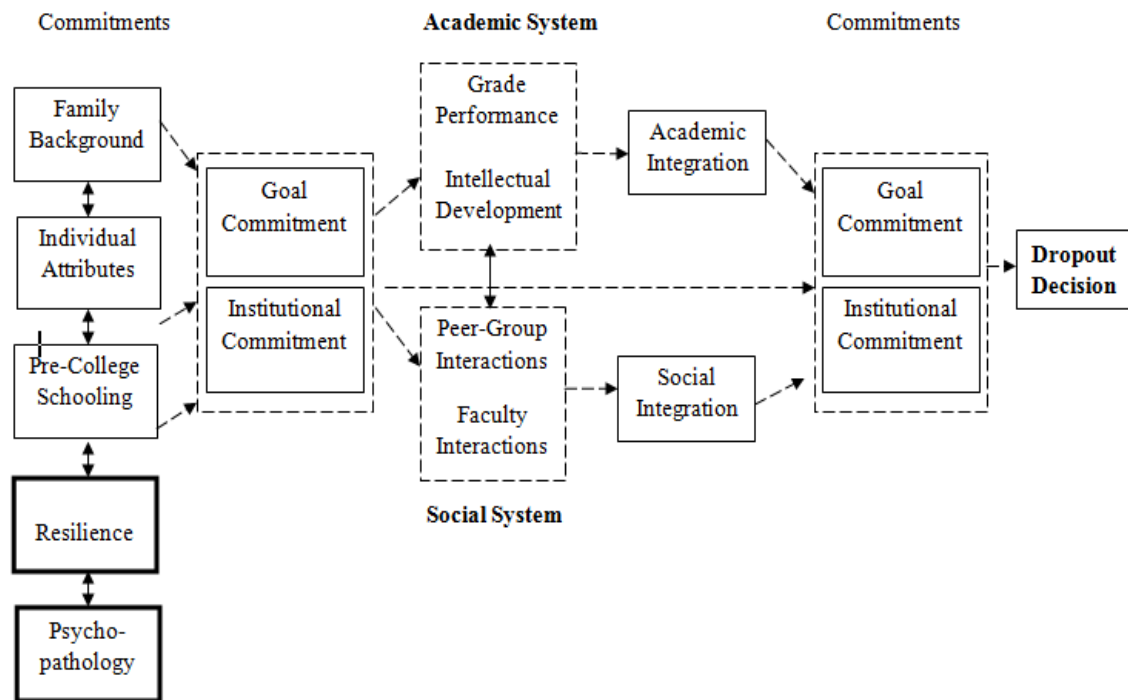 Commitments
Academic System
Commitments
Family
Background
Individual
Attributes
Pre-College
Schooling
Resilience
Psycho-
pathology
Goal
Commitment
Institutional
Commitment
Grade
Performance
Intellectual
Development
Peer-Group
Interactions
Faculty
Interactions
Social System
Academic
Integration
Social
Integration
Goal
Commitment
Institutional
Commitment
Dropout
Decision